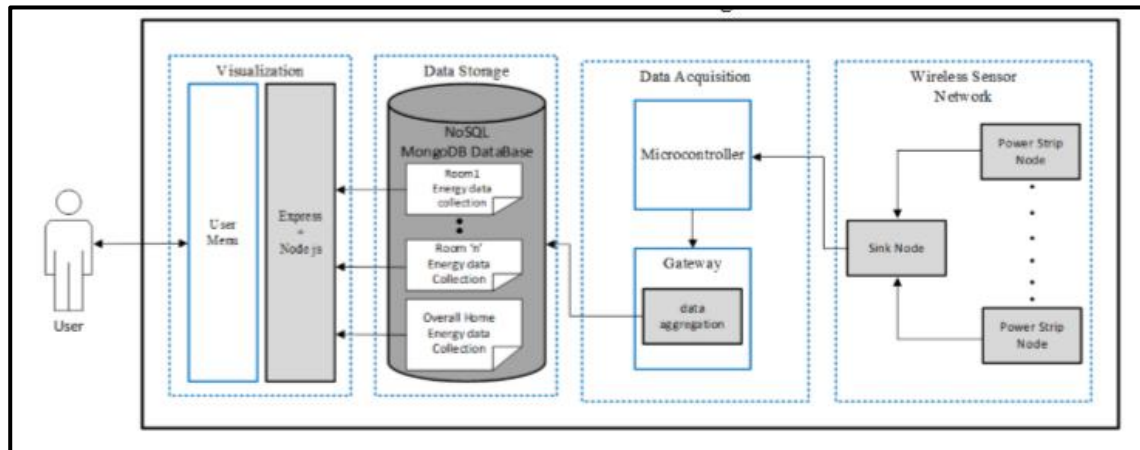 Visualization
User
Menu
Express
+
Node js
Data Storage
NoSQL
MongoDB DataBase
Room1
Energy data
collection
Room 'n'
Energy data
Collection
Overall Home
Energy data
Collection
Data Acquisition
Microcontroller
Gateway
data
aggregation
Wireless Sensor
Network
Power Strip
Node
Sink Node
Power Strip
Node
User